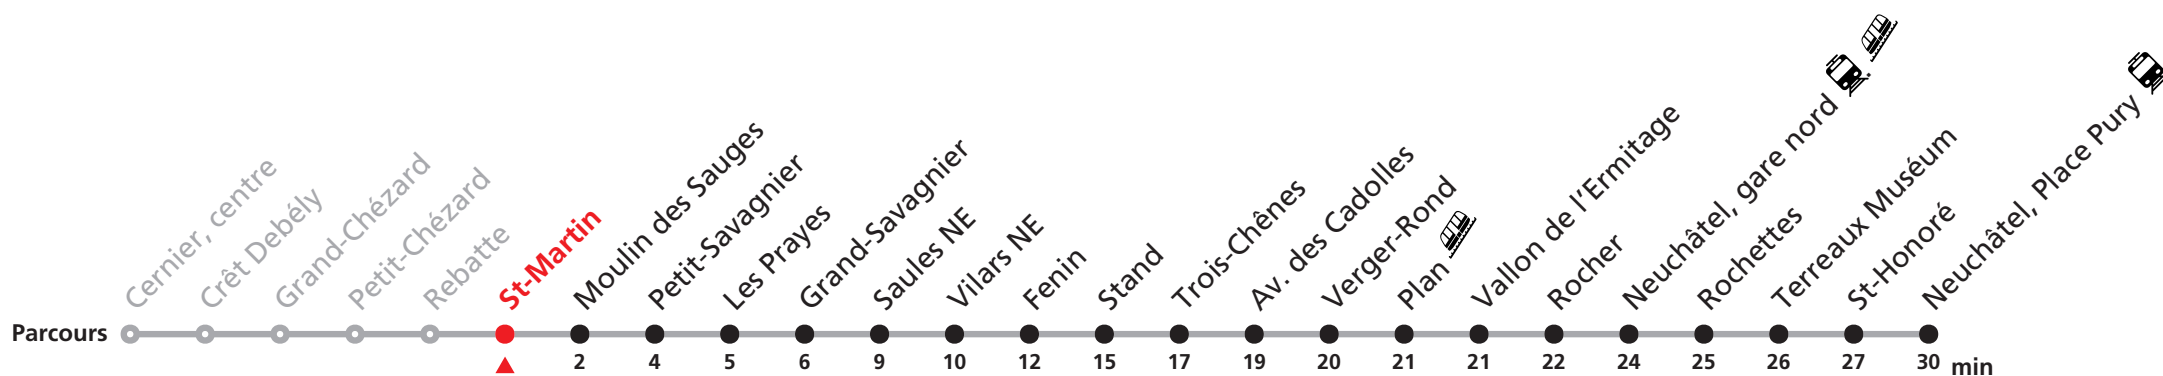 Cernier, centre
Crêt Debély
Grand-Chézard
Petit-Chézard
Rebatte
St-Martin
Moulin des Sauges
Petit-Savagnier
Les Prayes
Grand-Savagnier
Saules NE
Vilars NE
Fenin
Stand
Trois-Chênes
Av. des Cadolles
Verger-Rond
Plan
Vallon de l'Ermitage
Rocher
Neuchâtel, gare nord
Rochettes
Terreaux Muséum
St-Honoré
Neuchâtel, Place Pury
Parcours
2 4 5 6 9 10 12 15 17 19 20 21 21 22 24 25 26 27 30 min